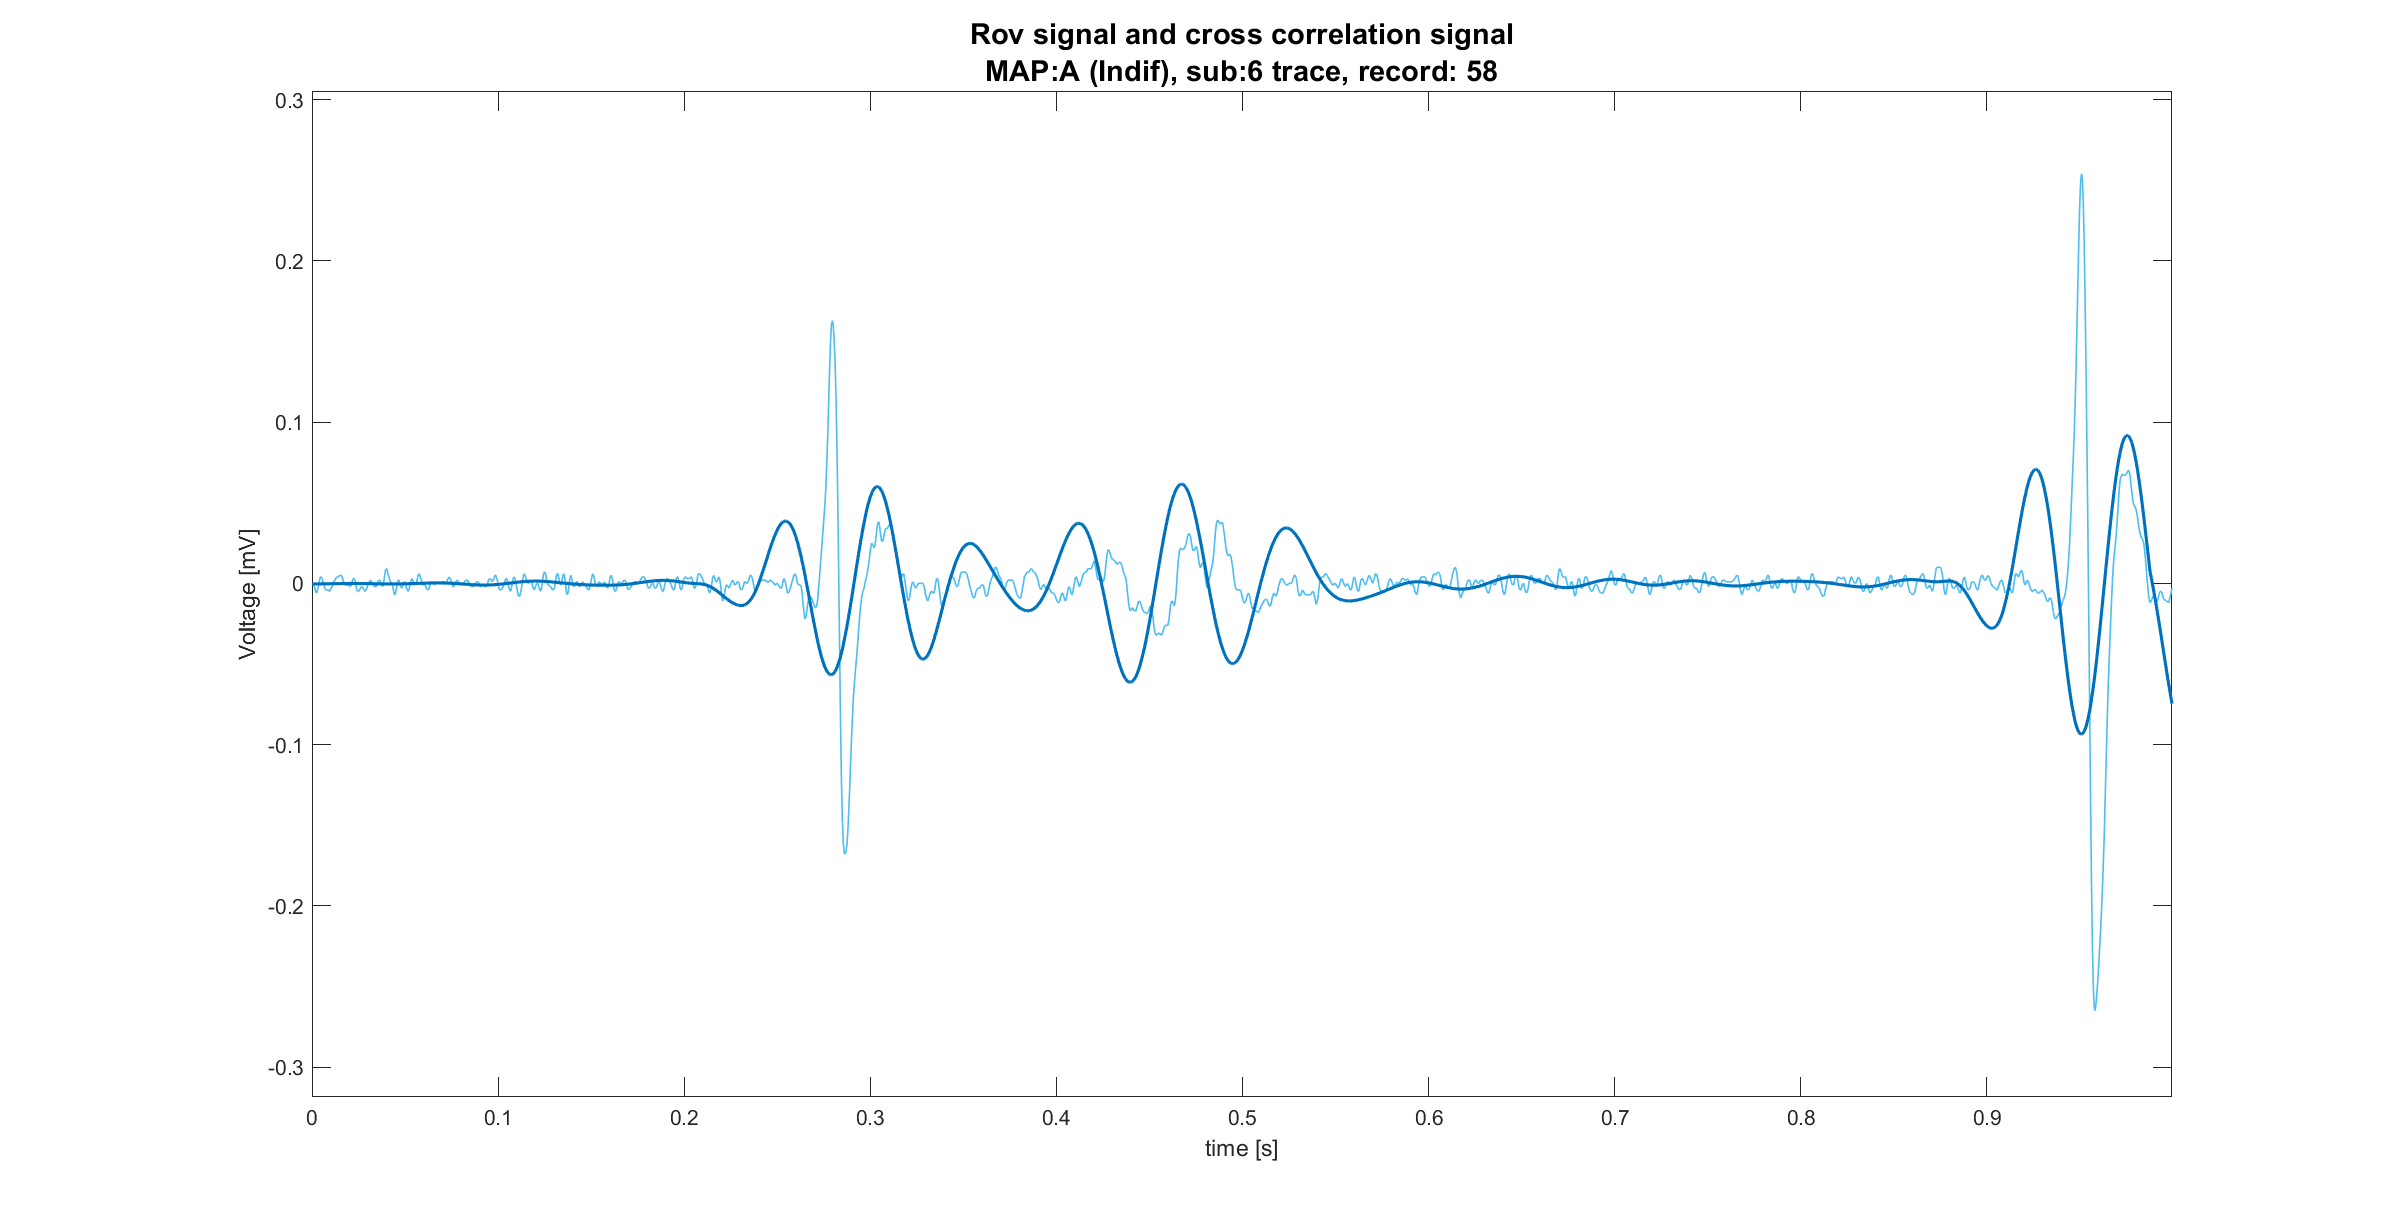 Rov signal and cross correlation signal
MAP:A (Indif), sub:6 trace, record: 58
0.3
0.2
0.1
0
-0.1
-0.2
-0.3
Voltage [mV]
0 0.1 0.2 0.3 0.4 0.5 0.6 0.7 0.8 0.9
time [s]